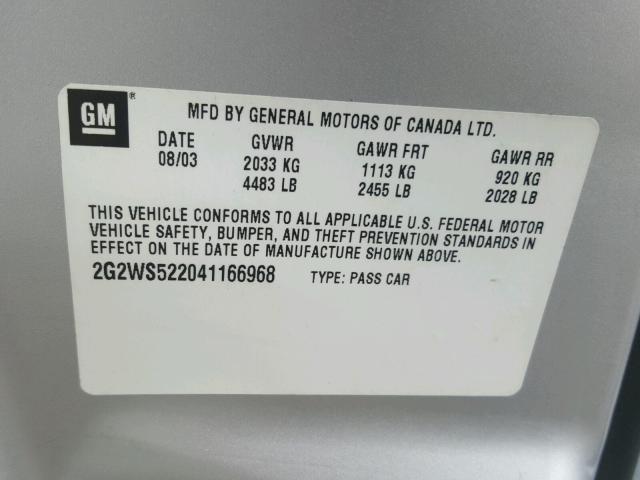 GM®
MFD BY GENERAL MOTORS OF CANADA LTD.
DATE GVWR GAWR FRT GAWR RR
08/03 2033 KG 1113 KG 920 KG
4483 LB 2455 LB 2028 LB
THIS VEHICLE CONFORMS TO ALL APPLICABLE U.S. FEDERAL MOTOR
VEHICLE SAFETY, BUMPER, AND THEFT PREVENTION STANDARDS IN
EFFECT ON THE DATE OF MANUFACTURE SHOWN ABOVE.
2G2WS522041166968 TYPE: PASS CAR